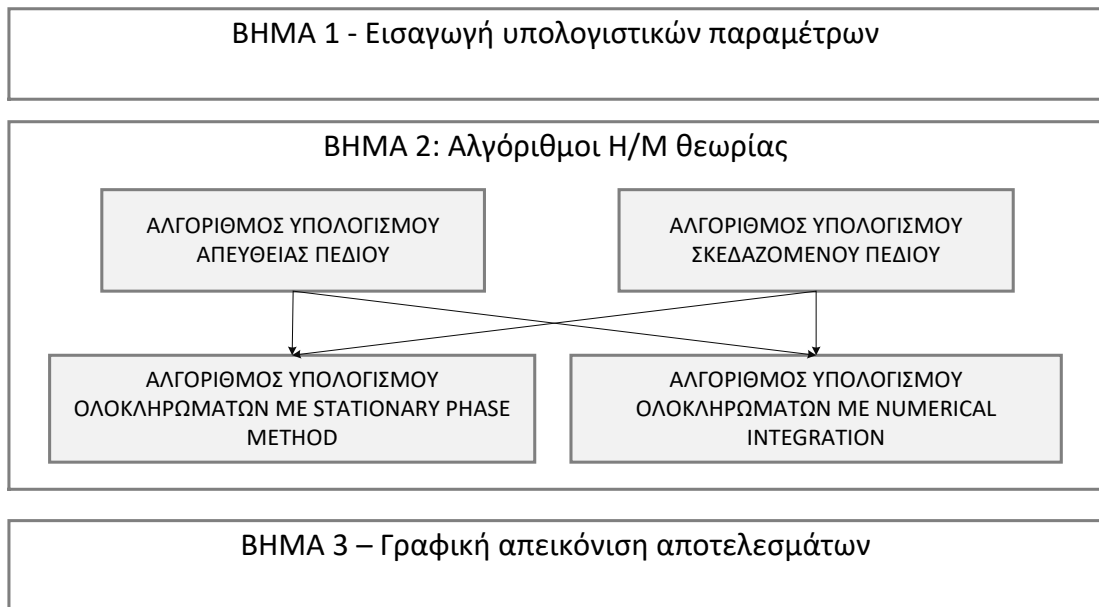 ΒΗΜΑ 1 - Εισαγωγή υπολογιστικών παραμέτρων
ΒΗΜΑ 2: Αλγόριθμοι Η/Μ θεωρίας
ΑΛΓΟΡΙΘΜΟΣ ΥΠΟΛΟΓΙΣΜΟΥ
ΑΠΕΥΘΕΙΑΣ ΠΕΔΙΟΥ
ΑΛΓΟΡΙΘΜΟΣ ΥΠΟΛΟΓΙΣΜΟΥ
ΣΚΕΔΑΖΟΜΕΝΟΥ ΠΕΔΙΟΥ
ΑΛΓΟΡΙΘΜΟΣ ΥΠΟΛΟΓΙΣΜΟΥ
ΟΛΟΚΛΗΡΩΜΑΤΩΝ ΜΕ STATIONARY PHASE
METHOD
ΑΛΓΟΡΙΘΜΟΣ ΥΠΟΛΟΓΙΣΜΟΥ
ΟΛΟΚΛΗΡΩΜΑΤΩΝ ΜΕ NUMERICAL
INTEGRATION
ΒΗΜΑ 3 – Γραφική απεικόνιση αποτελεσμάτων